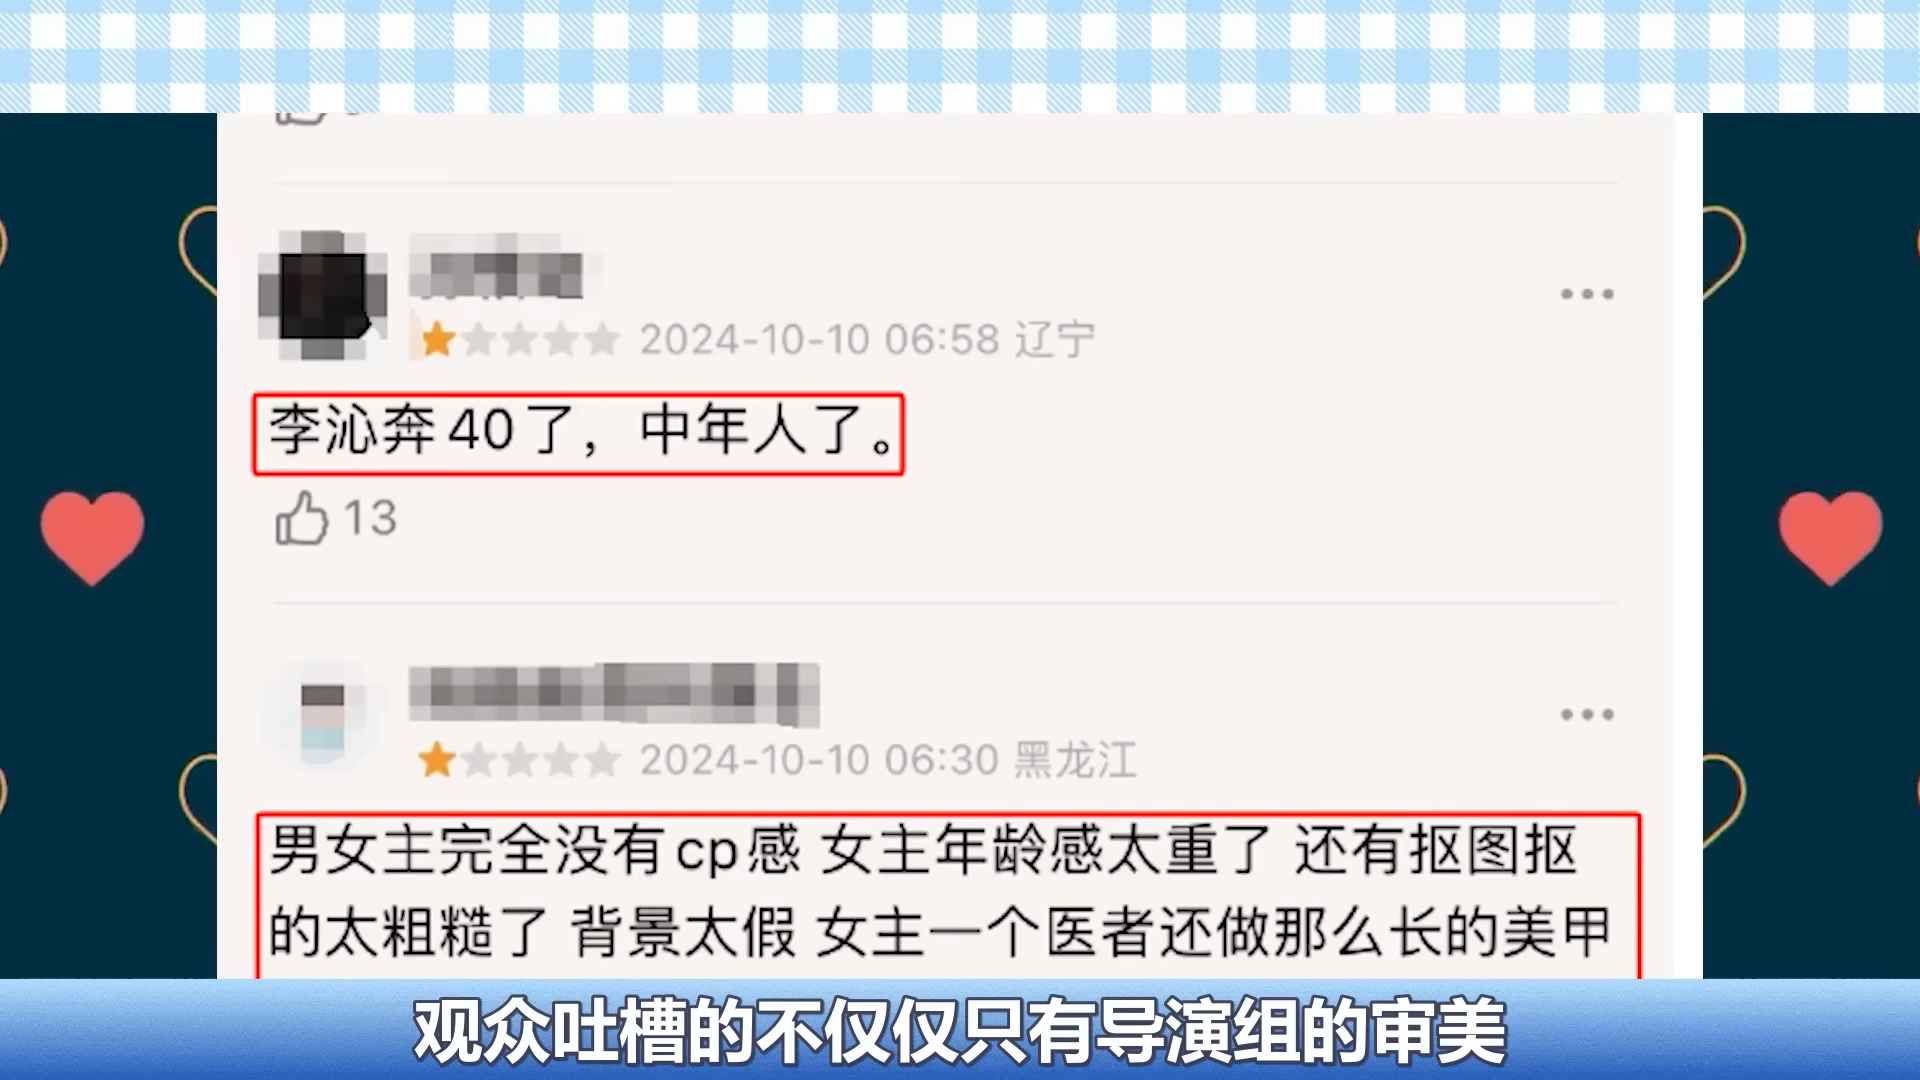 2024-10-10 06:58 辽宁
李沁奔40了，中年人了。
13
2024-10-10 06:30 黑龙江
男女主完全没有cp感 女主年龄感太重了 还有抠图抠
的太粗糙了 背景太假 女主一个医者还做那么长的美甲
观众吐槽的不仅仅只有导演组的审美